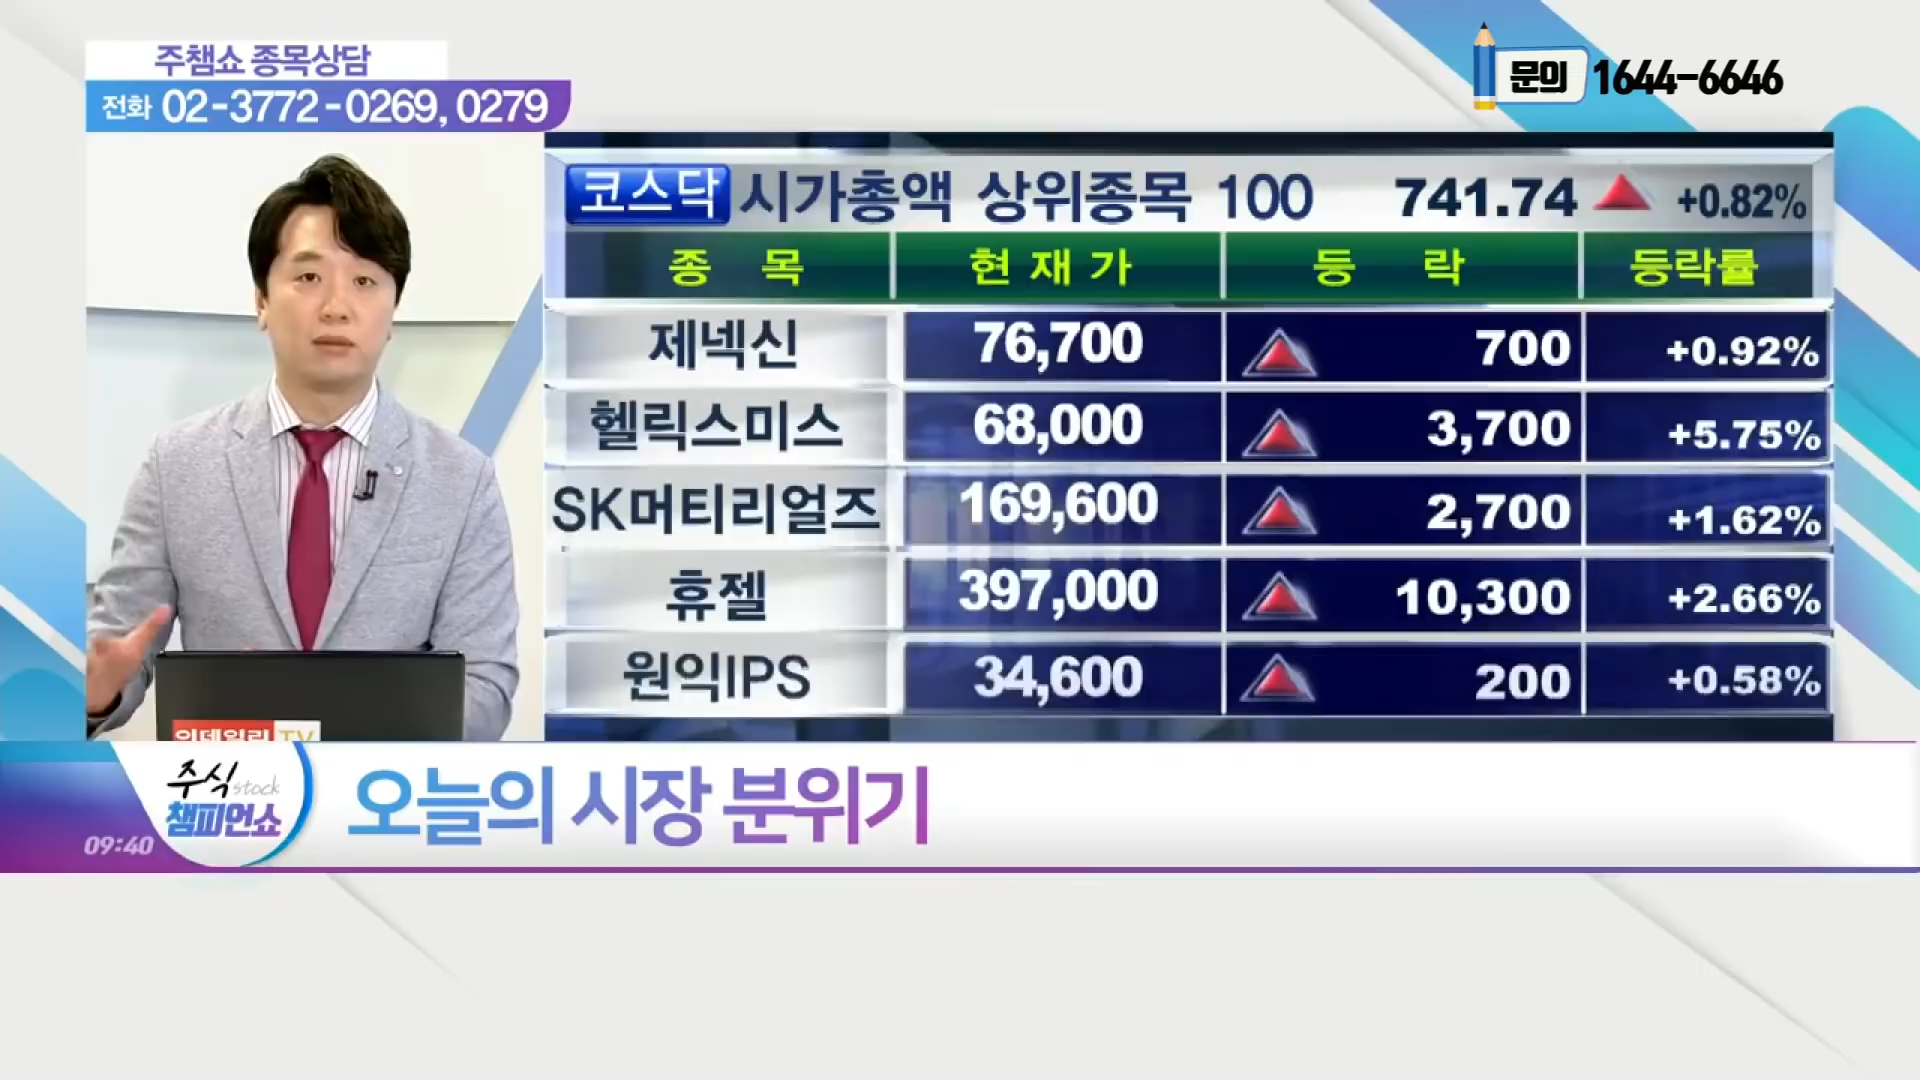 주챔쇼 종목상담
전화 02-3772-0269, 0279
문의 1644-6646
코스닥 시가총액 상위종목 100 741.74 ▲ +0.82%
종 목 현재가 등 락 등락률
제넥신 76,700 ▲ 700 +0.92%
헬릭스미스 68,000 ▲ 3,700 +5.75%
SK머티리얼즈 169,600 ▲ 2,700 +1.62%
휴젤 397,000 ▲ 10,300 +2.66%
원익IPS 34,600 ▲ 200 +0.58%
이데일리 TV
주식 stock
챔피언쇼
09:40
오늘의 시장 분위기